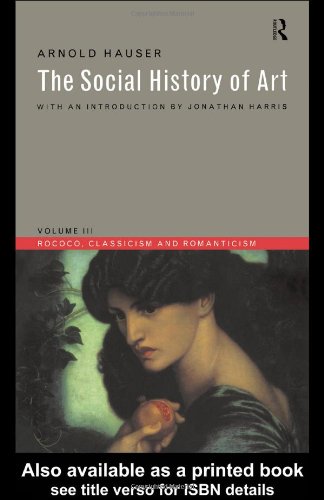 ARNOLD HAUSER
The Social History of Art
WITH AN INTRODUCTION BY JONATHAN HARRIS
VOLUME III
ROCOCO, CLASSICISM AND ROMANTICISM
Also available as a printed book
see title verso for ISBN details